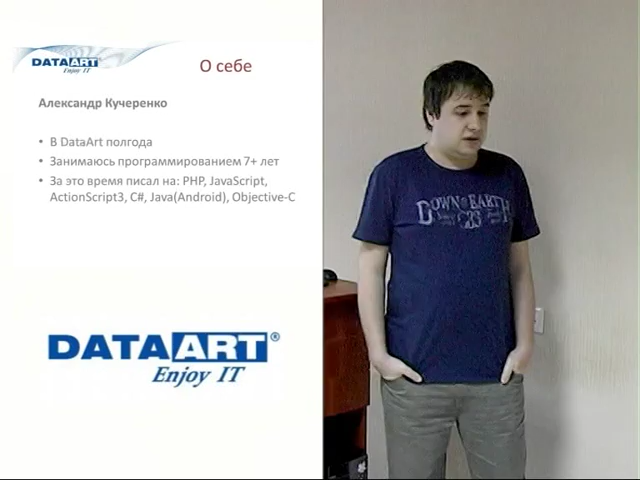 DATAART
Enjoy IT
О себе
Александр Кучеренко
• В DataArt полгода
• Занимаюсь программированием 7+ лет
• За это время писал на: PHP, JavaScript,
ActionScript3, C#, Java(Android), Objective-C
DATAART®
Enjoy IT
DOWN EARTH